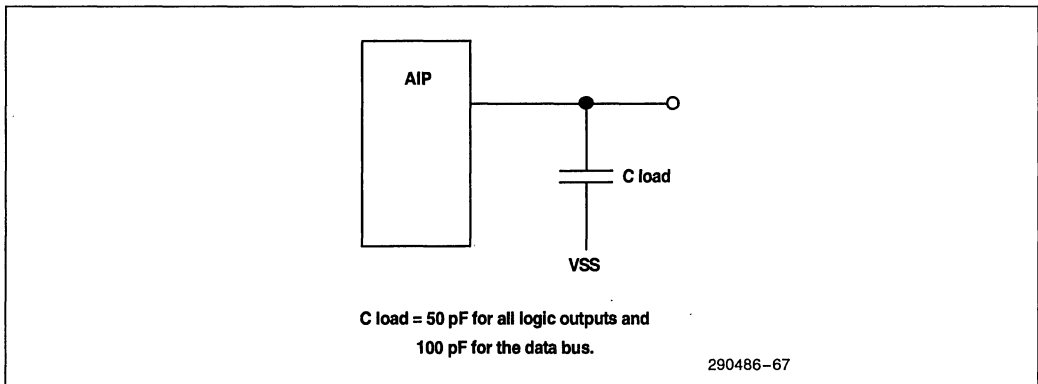 AIP
C load
VSS
C load = 50 pF for all logic outputs and
100 pF for the data bus.
290486-67